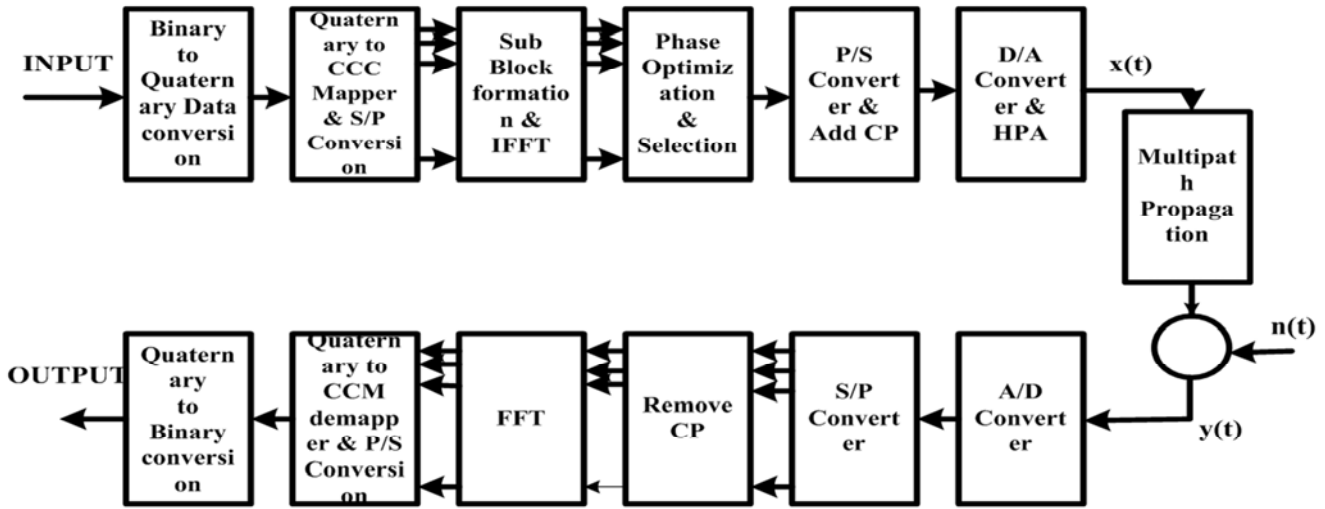 INPUT
Binary
to
Quatern
ary Data
conversi
on
Quatern
ary to
CCC
Mapper
& S/P
Conversi
on
Sub
Block
formatio
n &
IFFT
Phase
Optimiz
ation
&
Selection
P/S
Convert
er &
Add CP
D/A
Convert
er &
HPA
x(t)
Multipat
h
Propaga
tion
n(t)
y(t)
A/D
Convert
er
S/P
Convert
er
Remove
CP
FFT
Quatern
ary to
CCM
demapp
er & P/S
Conversi
on
Quatern
ary
to
Binary
conversi
on
OUTPUT